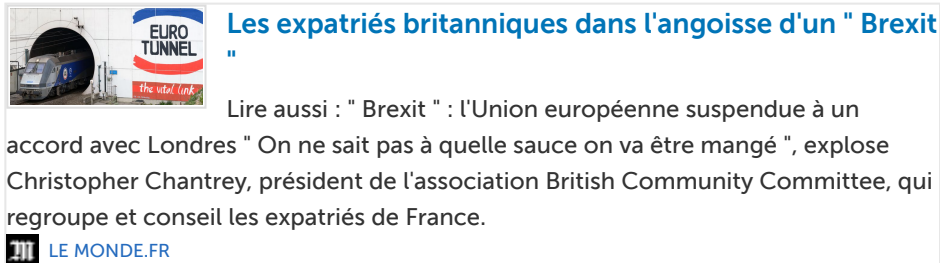 EURO
TUNNEL
the vital link
Les expatriés britanniques dans l'angoisse d'un " Brexit
"
Lire aussi : " Brexit " : l'Union européenne suspendue à un
accord avec Londres " On ne sait pas à quelle sauce on va être mangé ", explose
Christopher Chantrey, président de l'association British Community Committee, qui
regroupe et conseil les expatriés de France.
LE MONDE.FR